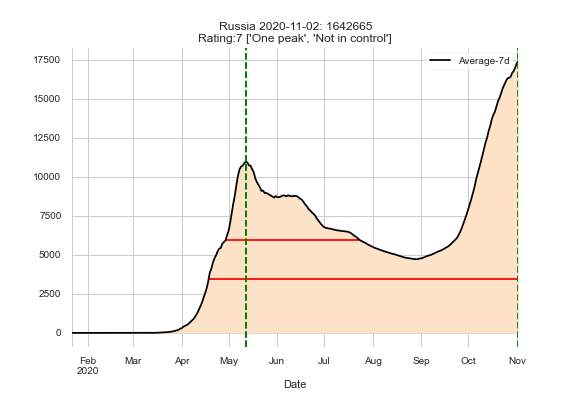 Russia 2020-11-02: 1642665
Rating:7 ['One peak', 'Not in control']
Average-7d
17500
15000
12500
10000
7500
5000
2500
0
Feb Mar Apr May Jun Jul Aug Sep Oct Nov
2020
Date